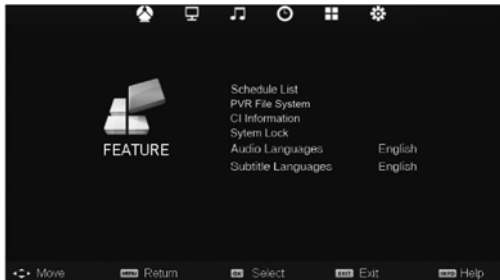 FEATURE
Schedule List
PVR File System
CI Information
Sytem Lock
Audio Languages English
Subtitle Languages English
Move MENU Return OK Select EXIT Exit INFO Help